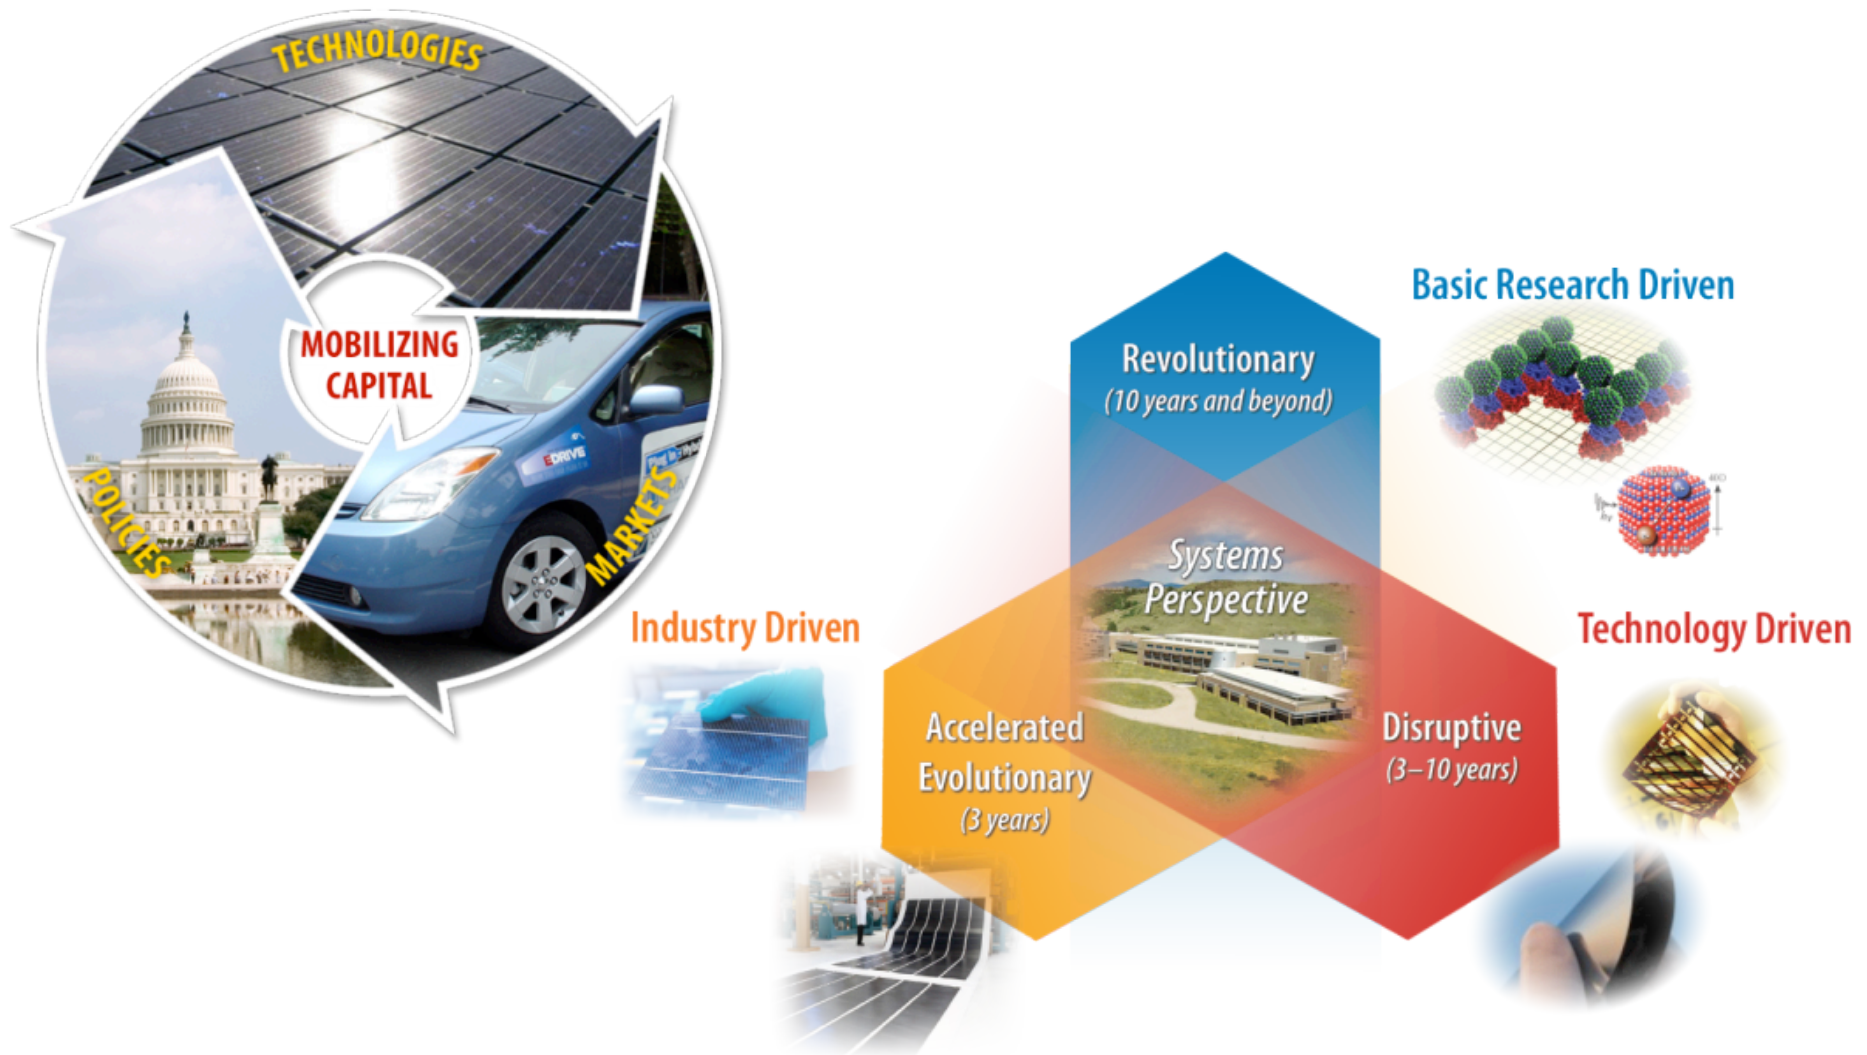 TECHNOLOGIES
MOBILIZING
CAPITAL
POLICIES
EDRIVE
MARKETS
Basic Research Driven
Revolutionary
(10 years and beyond)
Systems
Perspective
Industry Driven
Technology Driven
Accelerated
Evolutionary
(3 years)
Disruptive
(3–10 years)